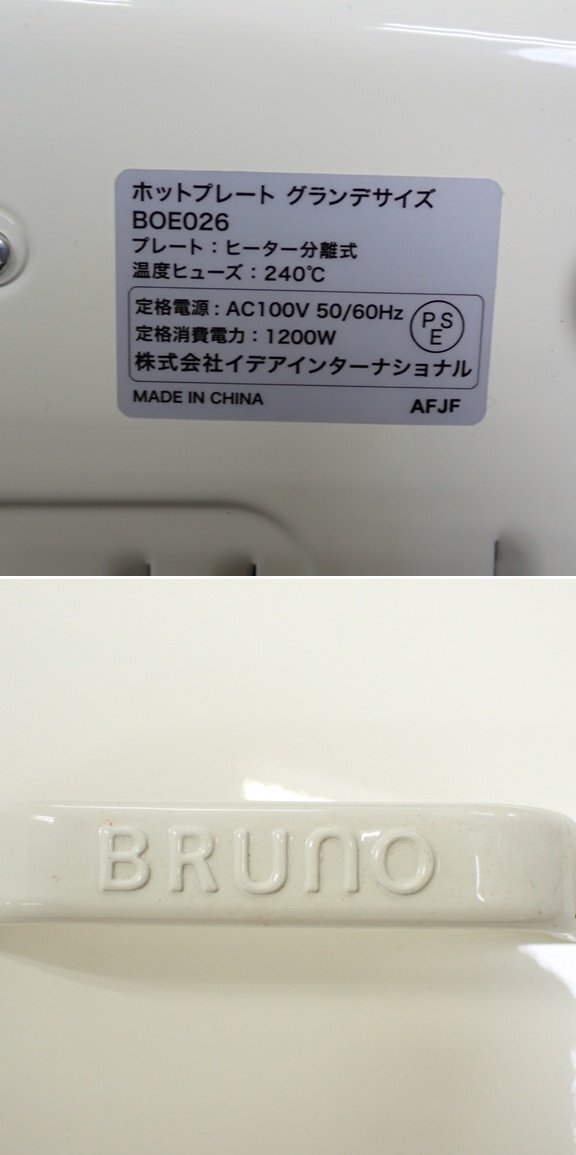 ホットプレート グランデサイズ
BOE026
プレート：ヒーター分離式
温度ヒューズ：240℃
定格電源：AC100V 50/60Hz
定格消費電力：1200W
PSE
株式会社イデアインターナショナル
MADE IN CHINA
AFJF
BRUNO